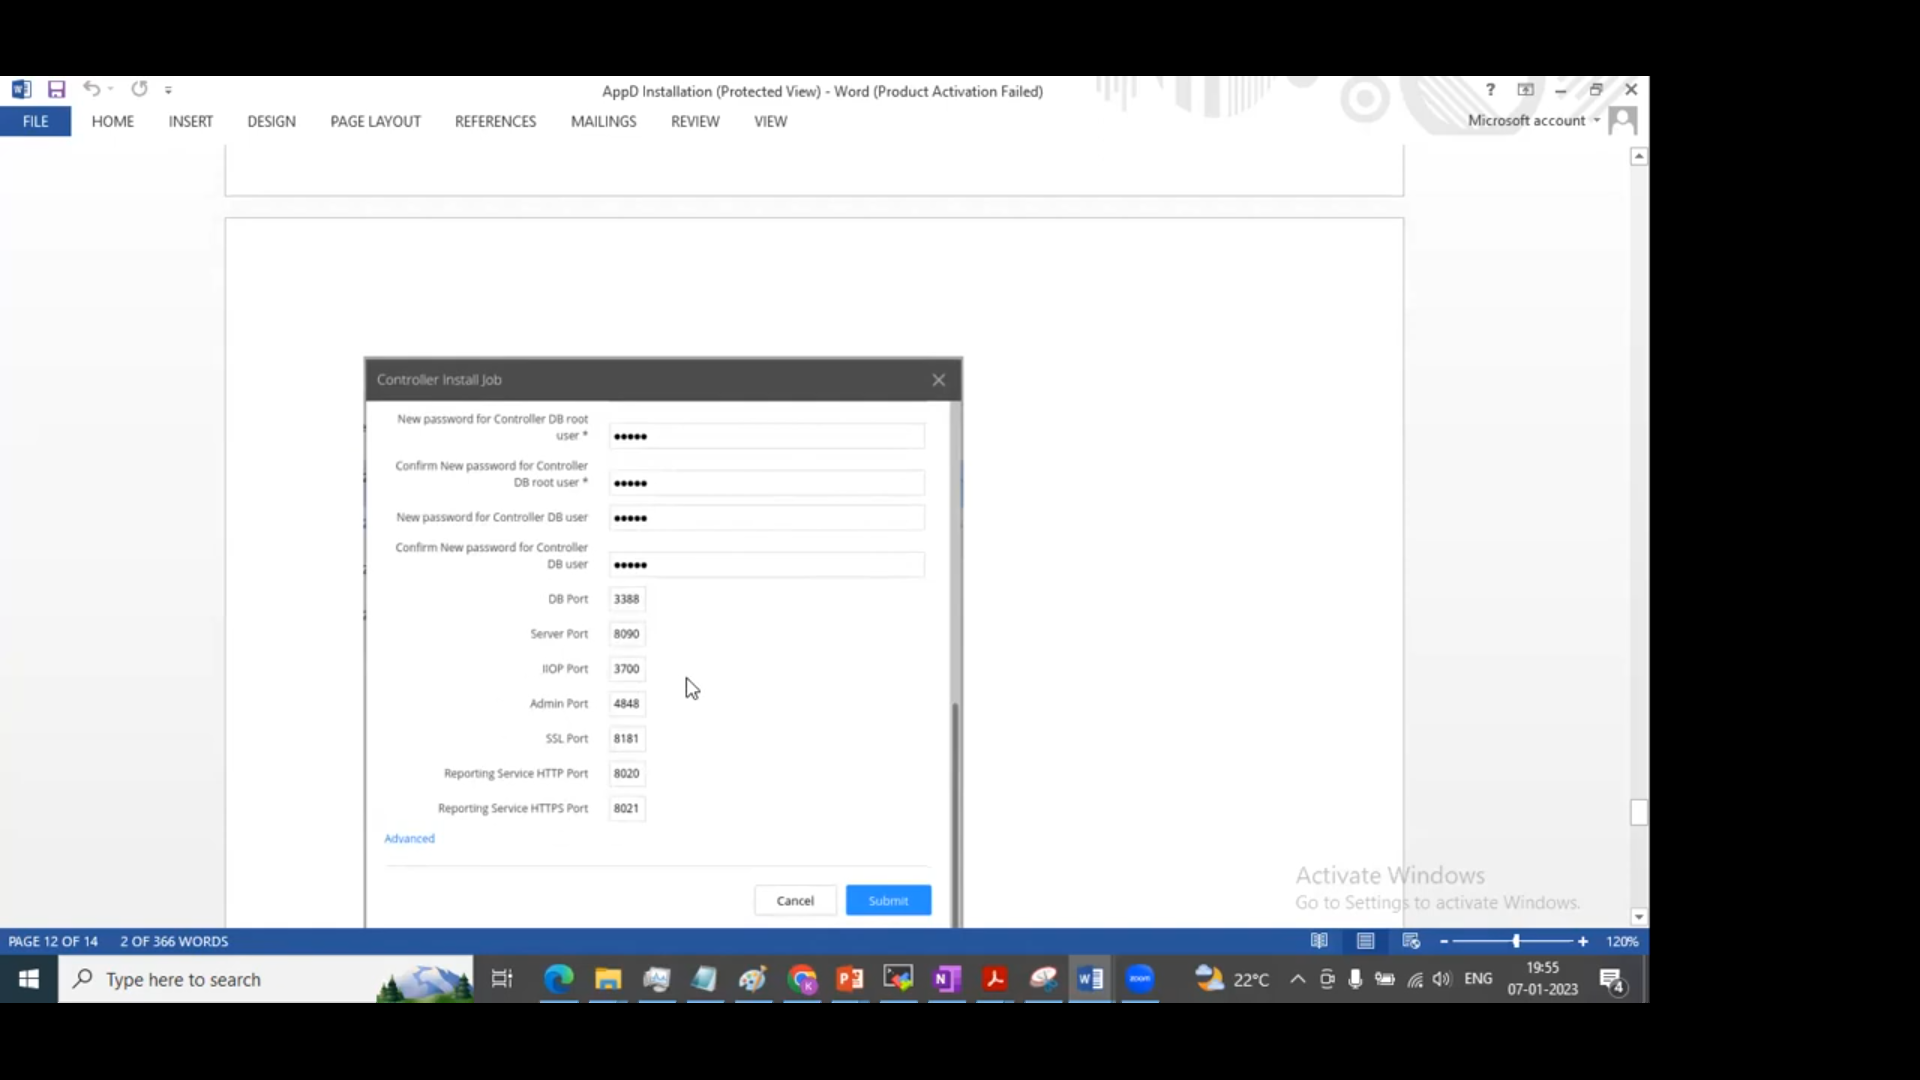 AppD Installation (Protected View) - Word (Product Activation Failed)
?
FILE HOME INSERT DESIGN PAGE LAYOUT REFERENCES MAILINGS REVIEW VIEW
Microsoft account
Controller Install Job
New password for Controller DB root
user *
•••••
Confirm New password for Controller
DB root user *
•••••
New password for Controller DB user
•••••
Confirm New password for Controller
DB user
•••••
DB Port 3388
Server Port 8090
IIOP Port 3700
Admin Port 4848
SSL Port 8181
Reporting Service HTTP Port 8020
Reporting Service HTTPS Port 8021
Advanced
Cancel Submit
Activate Windows
Go to Settings to activate Windows.
PAGE 12 OF 14 2 OF 366 WORDS
120%
Type here to search
zoom
22°C
ENG
19:55
07-01-2023
4